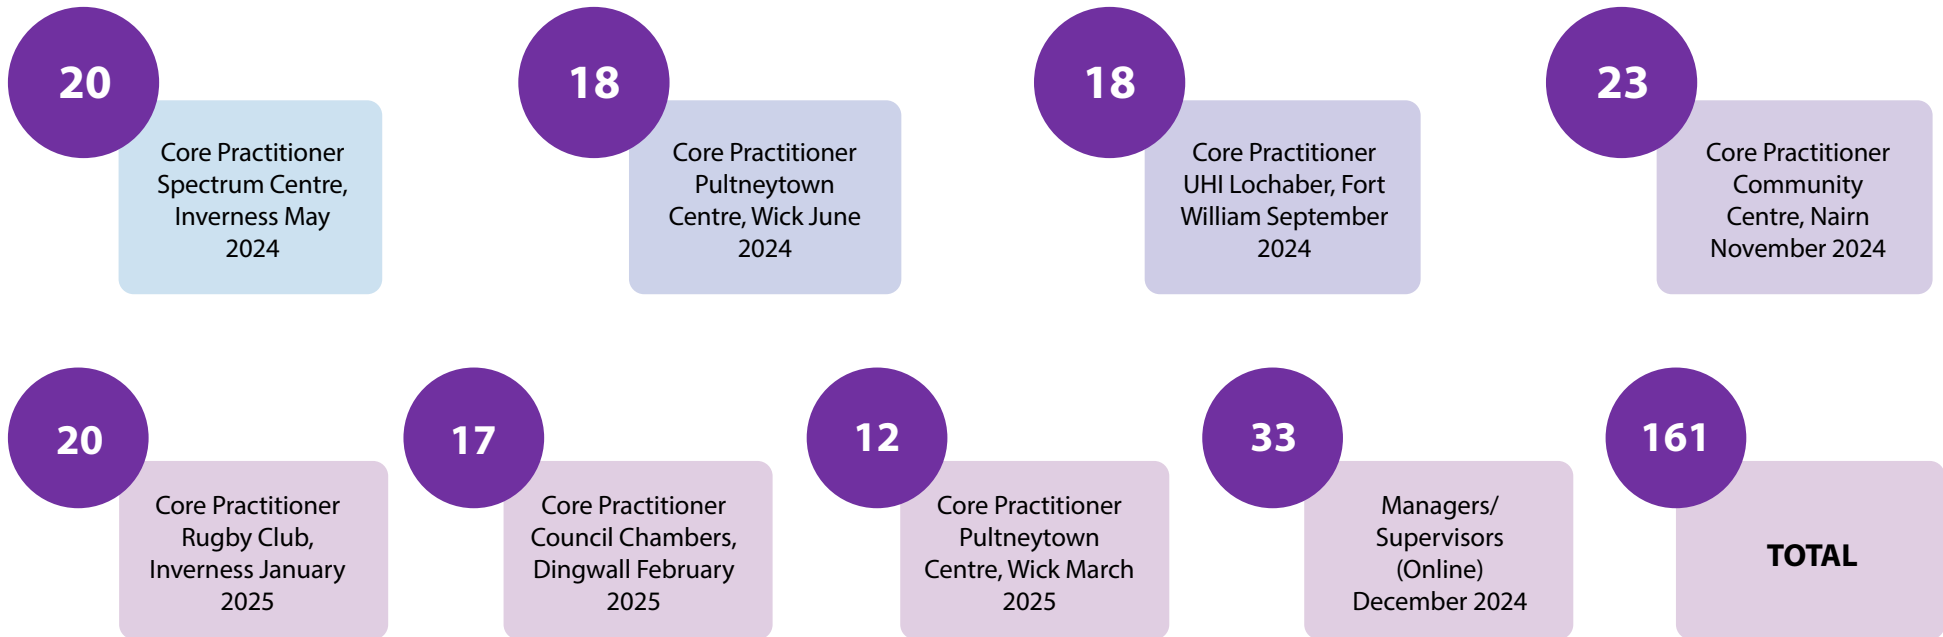 20
Core Practitioner
Spectrum Centre,
Inverness May
2024
18
Core Practitioner
Pultneytown
Centre, Wick June
2024
18
Core Practitioner
UHI Lochaber, Fort
William September
2024
23
Core Practitioner
Community
Centre, Nairn
November 2024
20
Core Practitioner
Rugby Club,
Inverness January
2025
17
Core Practitioner
Council Chambers,
Dingwall February
2025
12
Core Practitioner
Pultneytown
Centre, Wick March
2025
33
Managers/
Supervisors
(Online)
December 2024
161
TOTAL